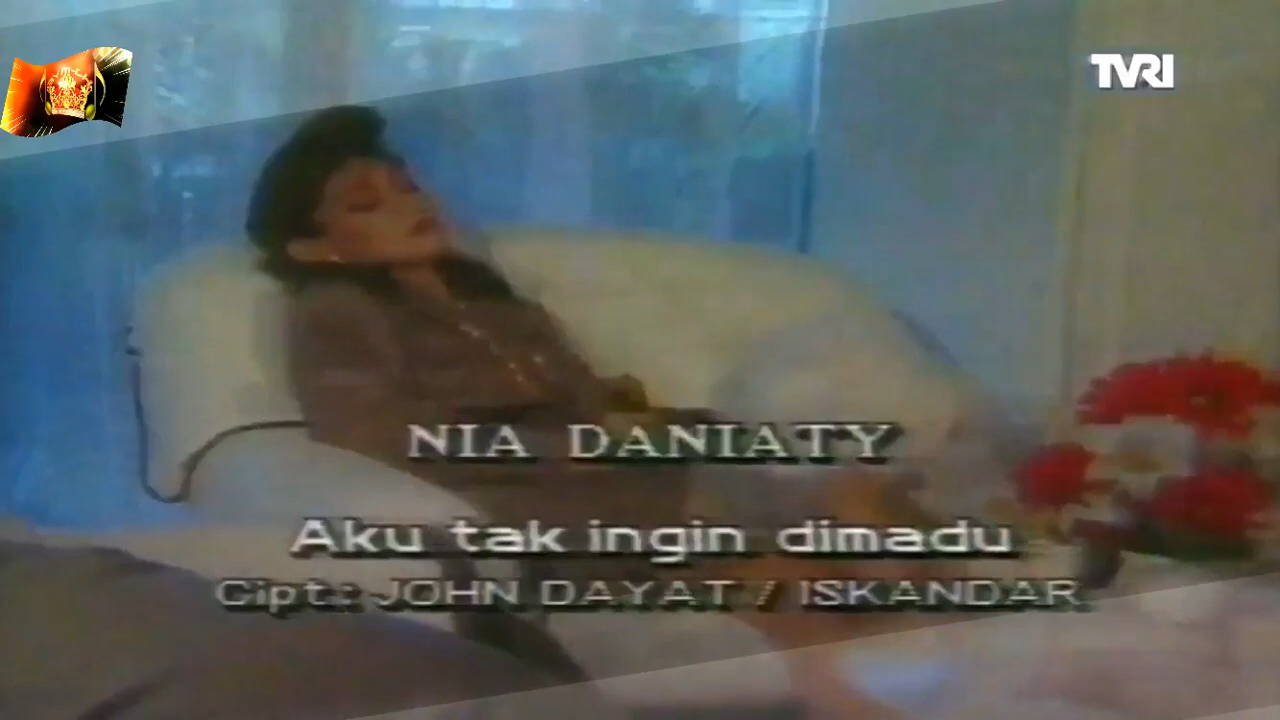 TVRI
NIA DANIATY
Aku tak ingin dimadu
Cipt.: JOHN DAYAT / ISKANDAR